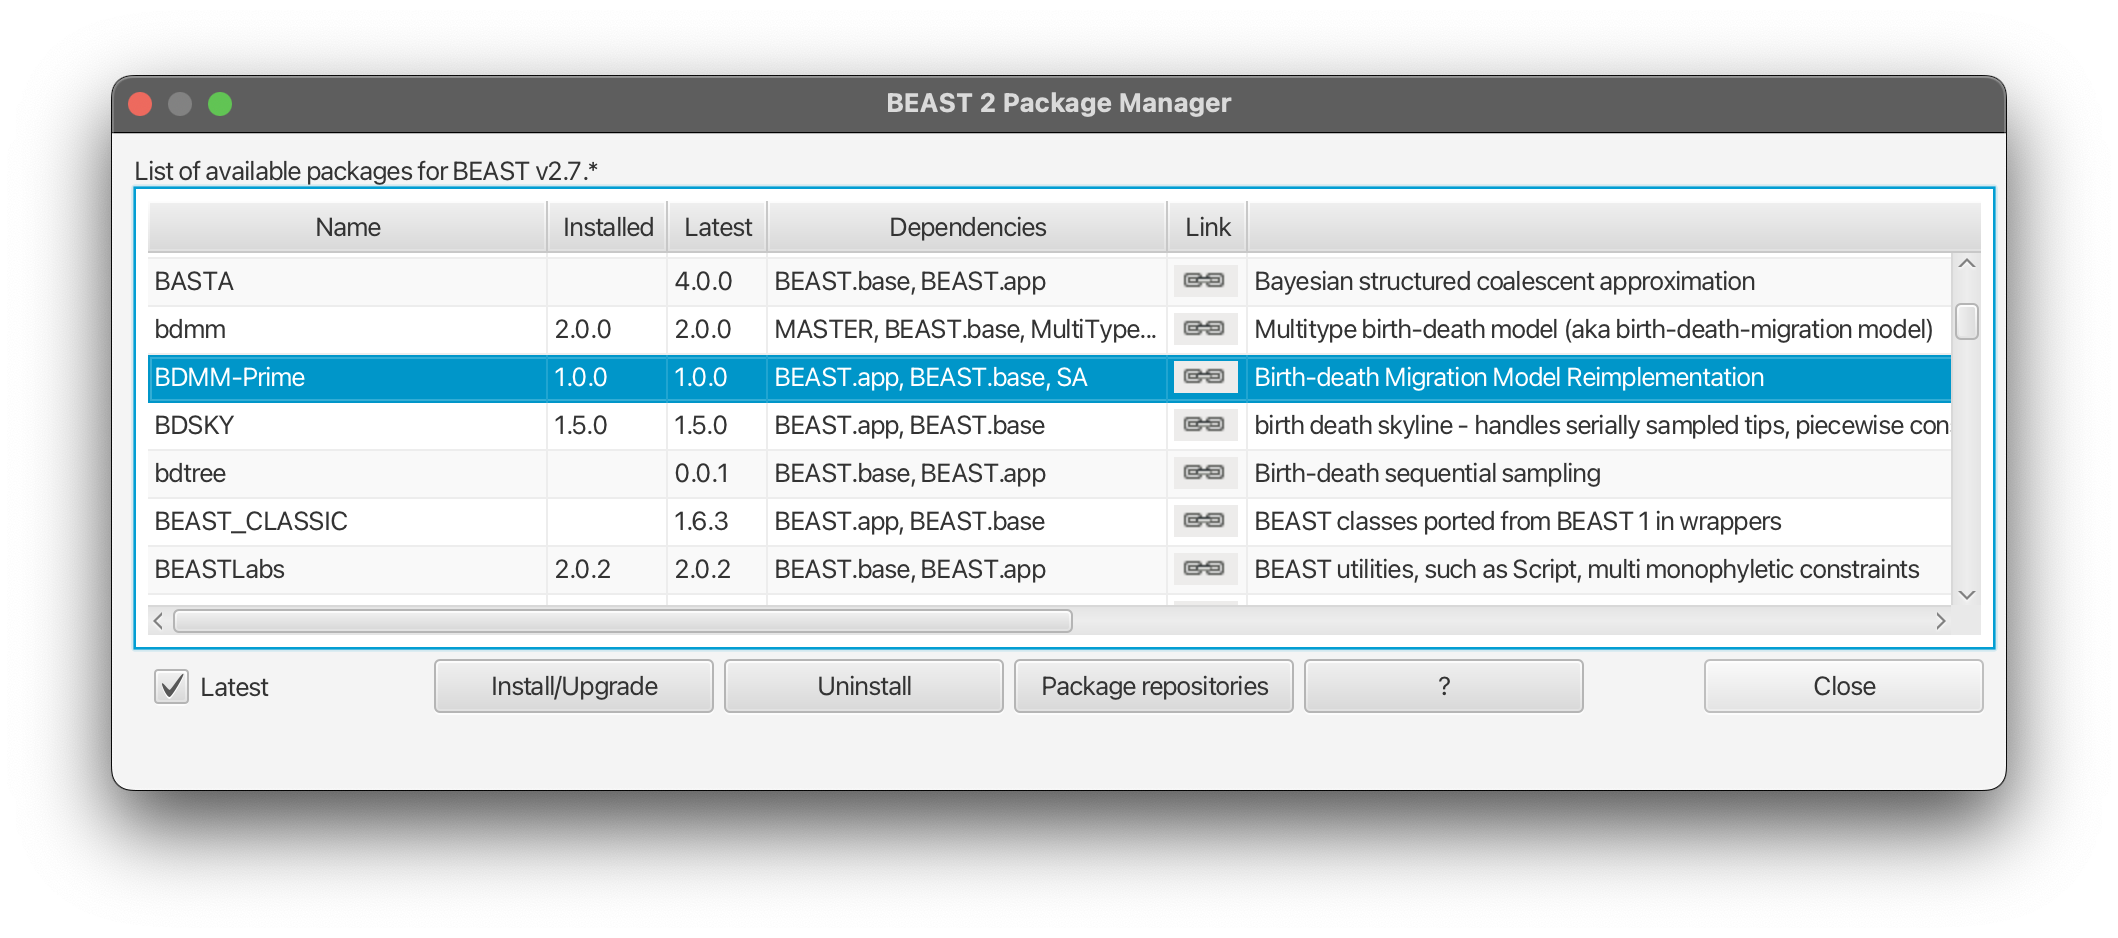 BEAST 2 Package Manager
List of available packages for BEAST v2.7.*
Name Installed Latest Dependencies Link
BASTA 4.0.0 BEAST.base, BEAST.app Bayesian structured coalescent approximation
bdmm 2.0.0 2.0.0 MASTER, BEAST.base, MultiType... Multitype birth-death model (aka birth-death-migration model)
BDMM-Prime 1.0.0 1.0.0 BEAST.app, BEAST.base, SA Birth-death Migration Model Reimplementation
BDSKY 1.5.0 1.5.0 BEAST.app, BEAST.base birth death skyline - handles serially sampled tips, piecewise con
bdtree 0.0.1 BEAST.base, BEAST.app Birth-death sequential sampling
BEAST_CLASSIC 1.6.3 BEAST.app, BEAST.base BEAST classes ported from BEAST 1 in wrappers
BEASTLabs 2.0.2 2.0.2 BEAST.base, BEAST.app BEAST utilities, such as Script, multi monophyletic constraints
Latest Install/Upgrade Uninstall Package repositories ? Close